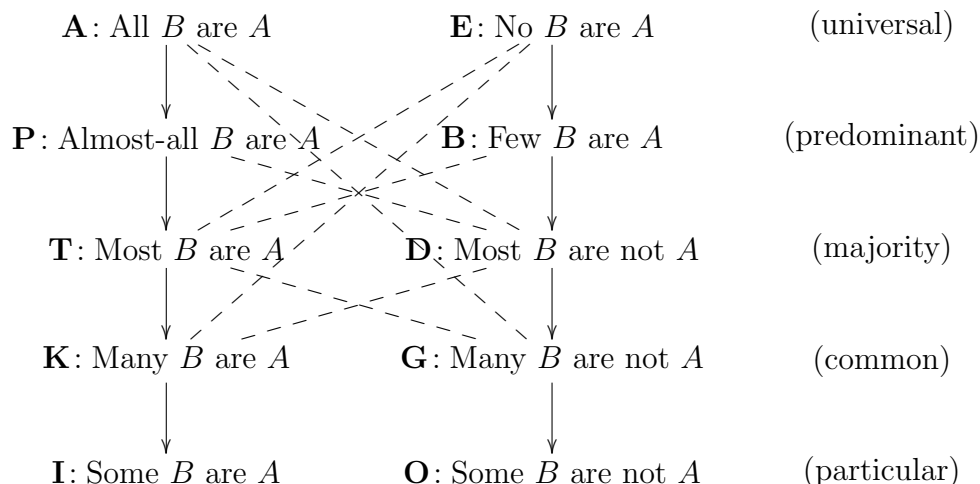 A: All B are A E: No B are A (universal)
P: Almost-all B are A B: Few B are A (predominant)
T: Most B are A D: Most B are not A (majority)
K: Many B are A G: Many B are not A (common)
I: Some B are A O: Some B are not A (particular)